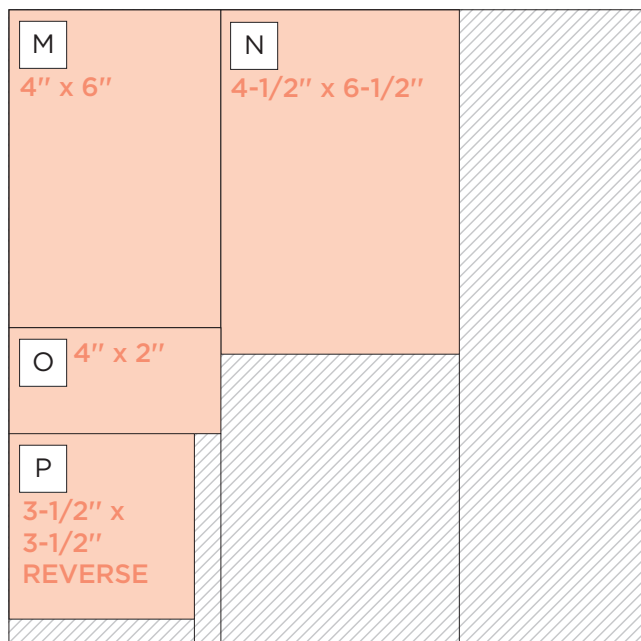 M
4" x 6"
N
4-1/2" x 6-1/2"
O
4" x 2"
P
3-1/2" x
3-1/2"
REVERSE